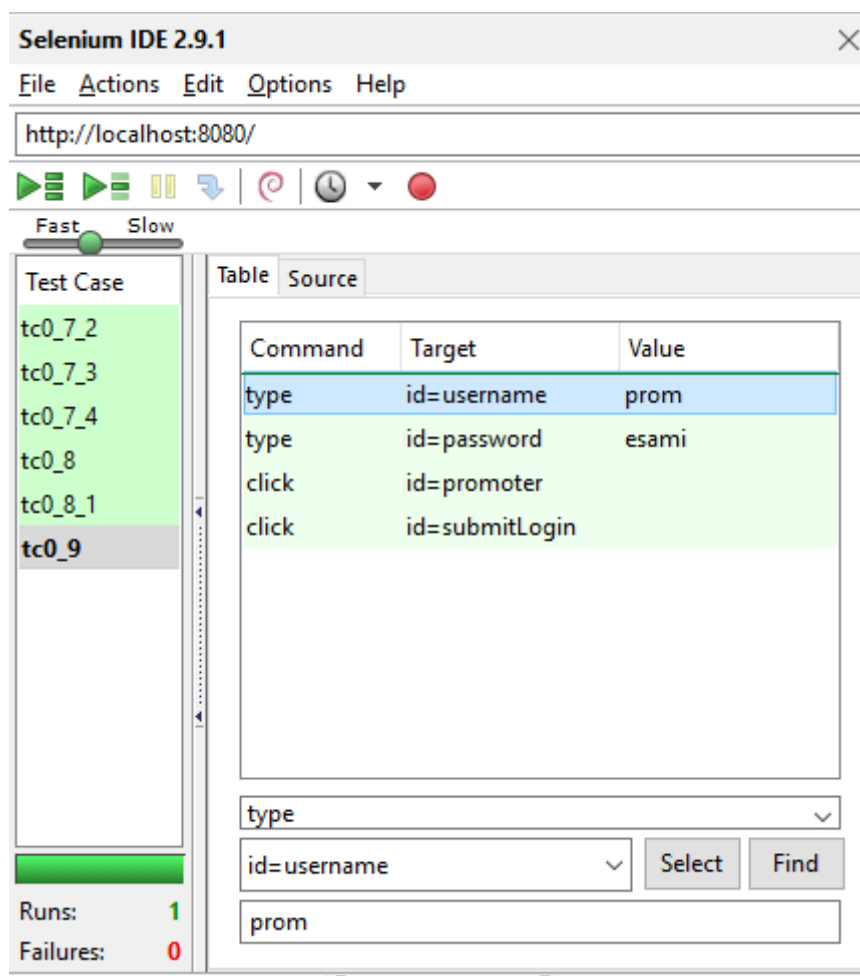 Selenium IDE 2.9.1
File Actions Edit Options Help
http://localhost:8080/
Fast Slow
Test Case
tc0_7_2
tc0_7_3
tc0_7_4
tc0_8
tc0_8_1
tc0_9
Runs: 1
Failures: 0
Table Source
Command Target Value
type id=username prom
type id=password esami
click id=promoter
click id=submitLogin
type
id=username Select Find
prom